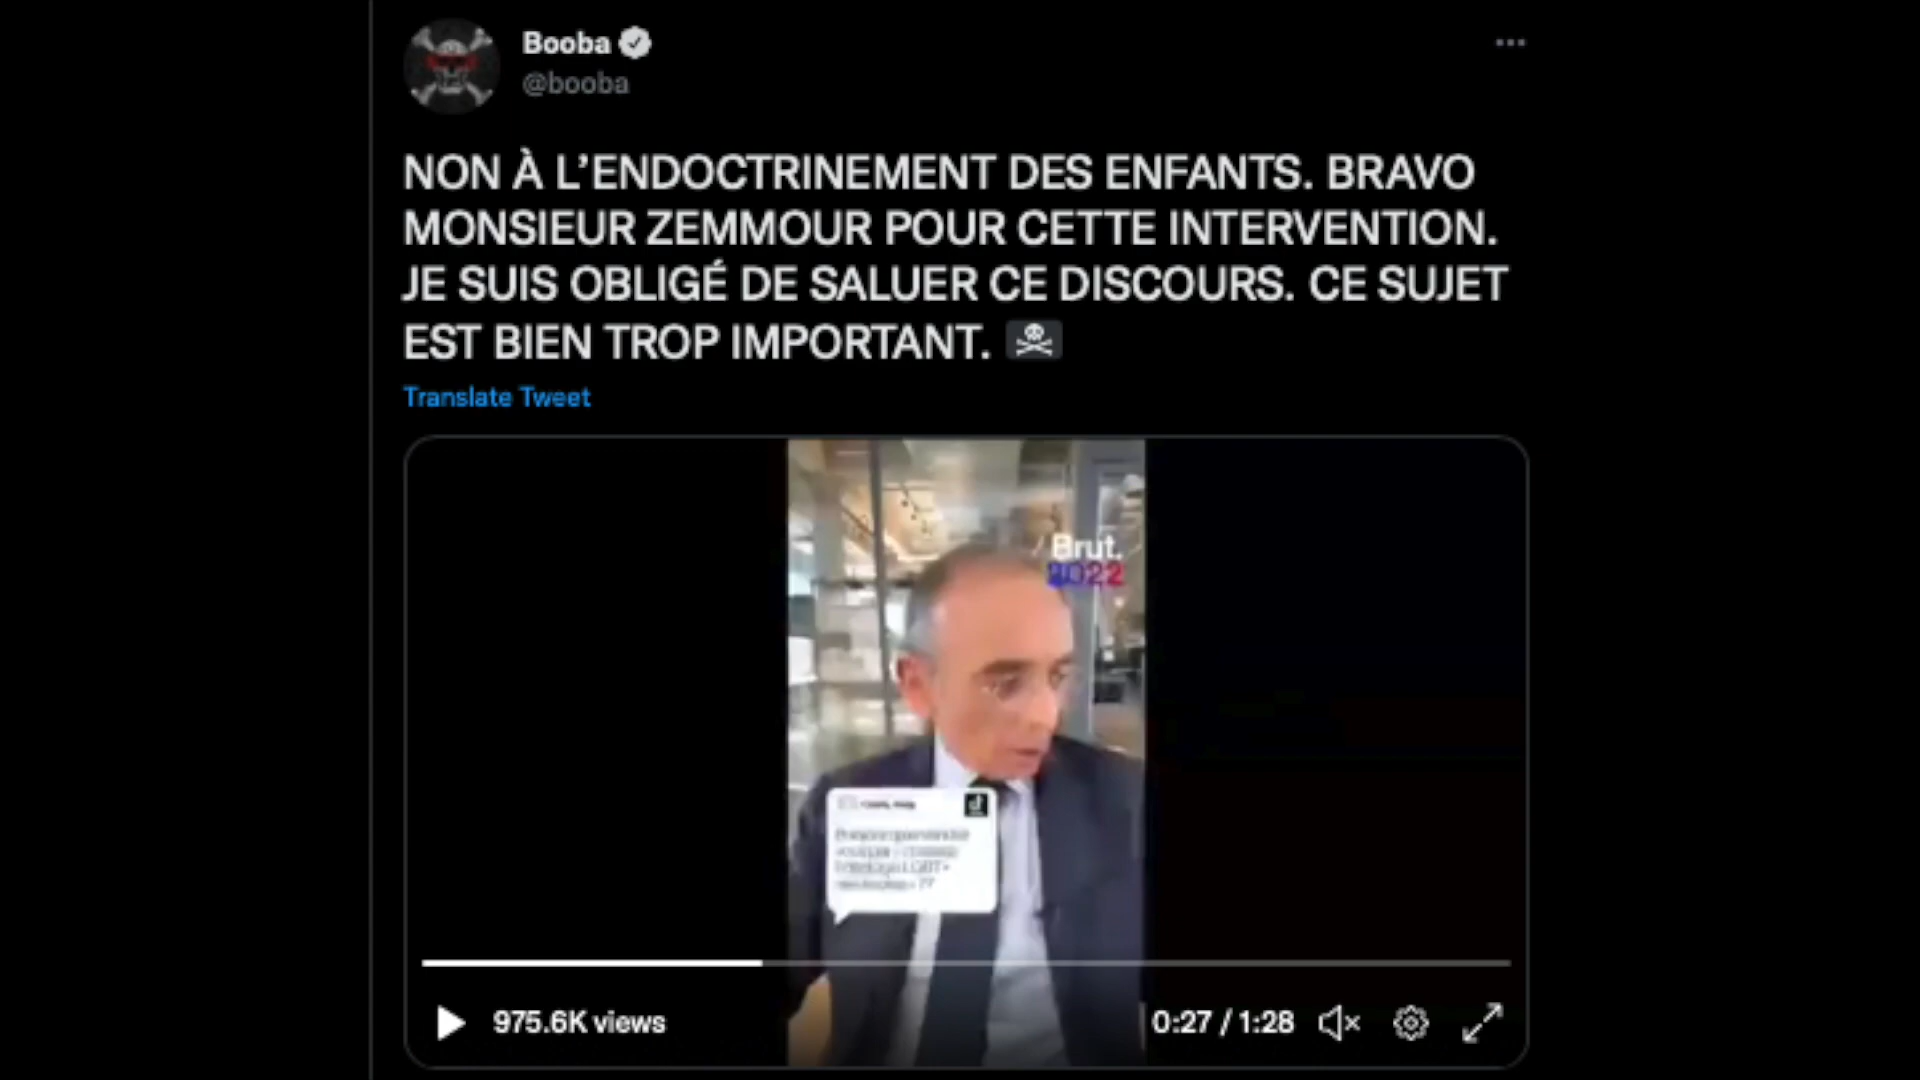 Booba
@booba
NON À L’ENDOCTRINEMENT DES ENFANTS. BRAVO
MONSIEUR ZEMMOUR POUR CETTE INTERVENTION.
JE SUIS OBLIGÉ DE SALUER CE DISCOURS. CE SUJET
EST BIEN TROP IMPORTANT.
Translate Tweet
Brut.
2022
LGBT+
??
975.6K views
0:27 / 1:28